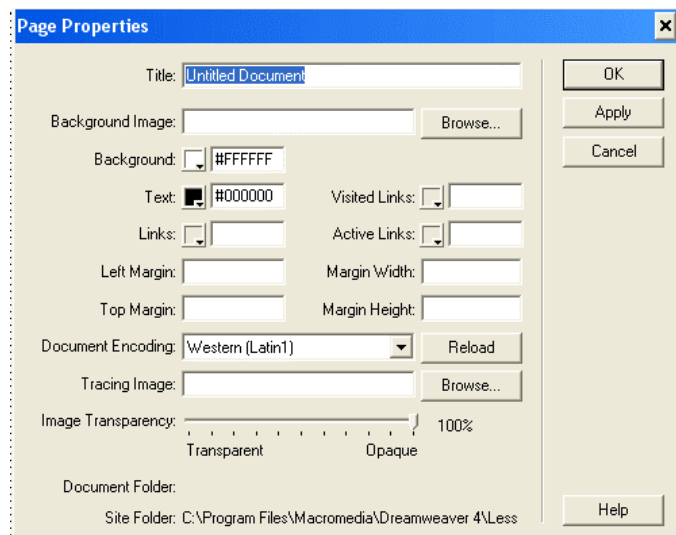 Page Properties
Title: Untitled Document
OK
Apply
Background Image:
Browse...
Cancel
Background: #FFFFFF
Text: #000000
Visited Links:
Links:
Active Links:
Left Margin:
Margin Width:
Top Margin:
Margin Height:
Document Encoding: Western (Latin1)
Reload
Tracing Image:
Browse...
Image Transparency:
100%
Transparent
Opaque
Document Folder:
Site Folder: C:\Program Files\Macromedia\Dreamweaver 4\Less
Help